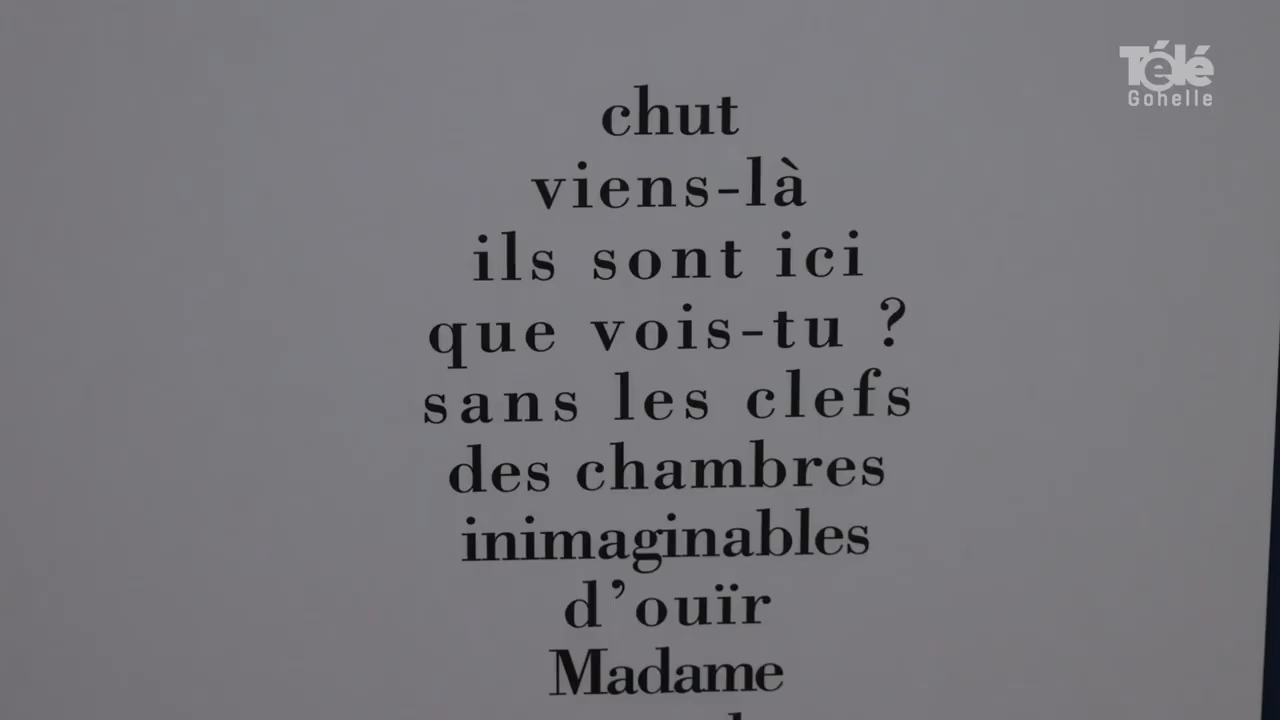 Télé
Gohelle
chut
viens-là
ils sont ici
que vois-tu ?
sans les clefs
des chambres
inimaginables
d’ouïr
Madame